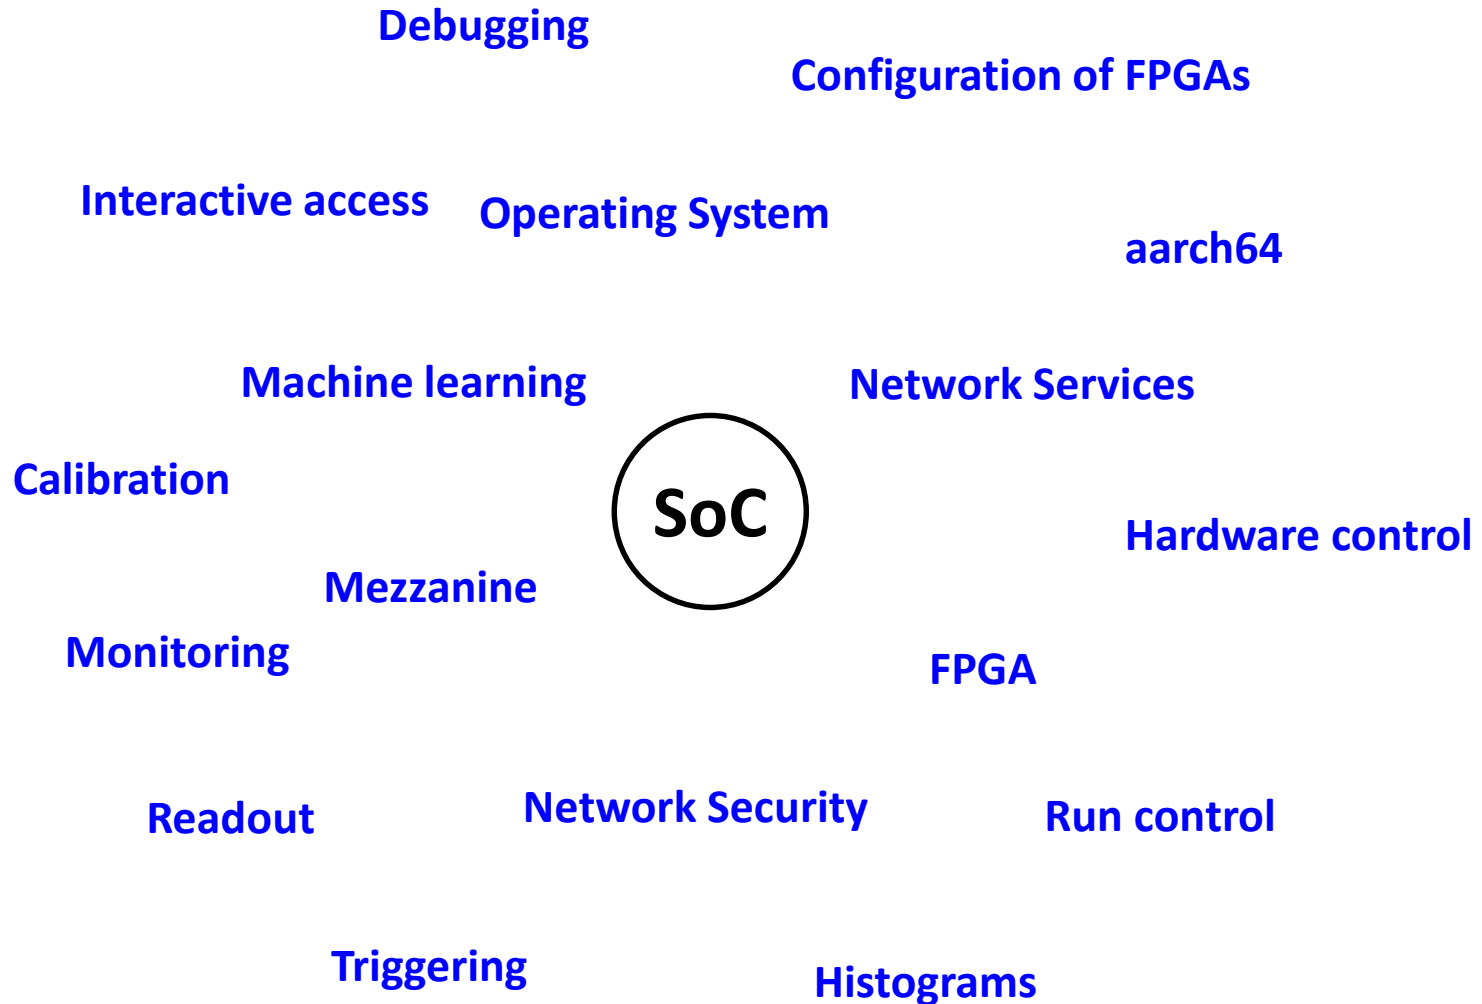 Debugging
Configuration of FPGAs
Interactive access
Operating System
aarch64
Machine learning
Network Services
Calibration
SoC
Hardware control
Mezzanine
Monitoring
FPGA
Readout
Network Security
Run control
Triggering
Histograms